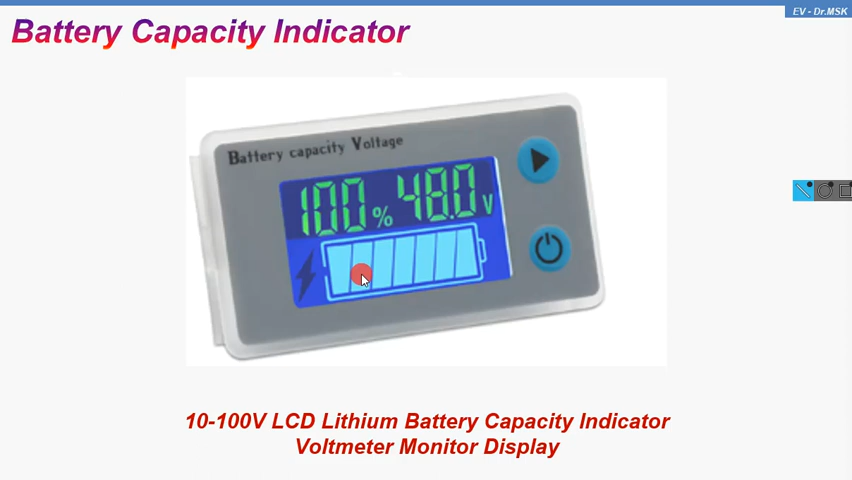 EV - Dr.MSK
Battery Capacity Indicator
Battery capacity Voltage
100% 48.0V
10-100V LCD Lithium Battery Capacity Indicator
Voltmeter Monitor Display